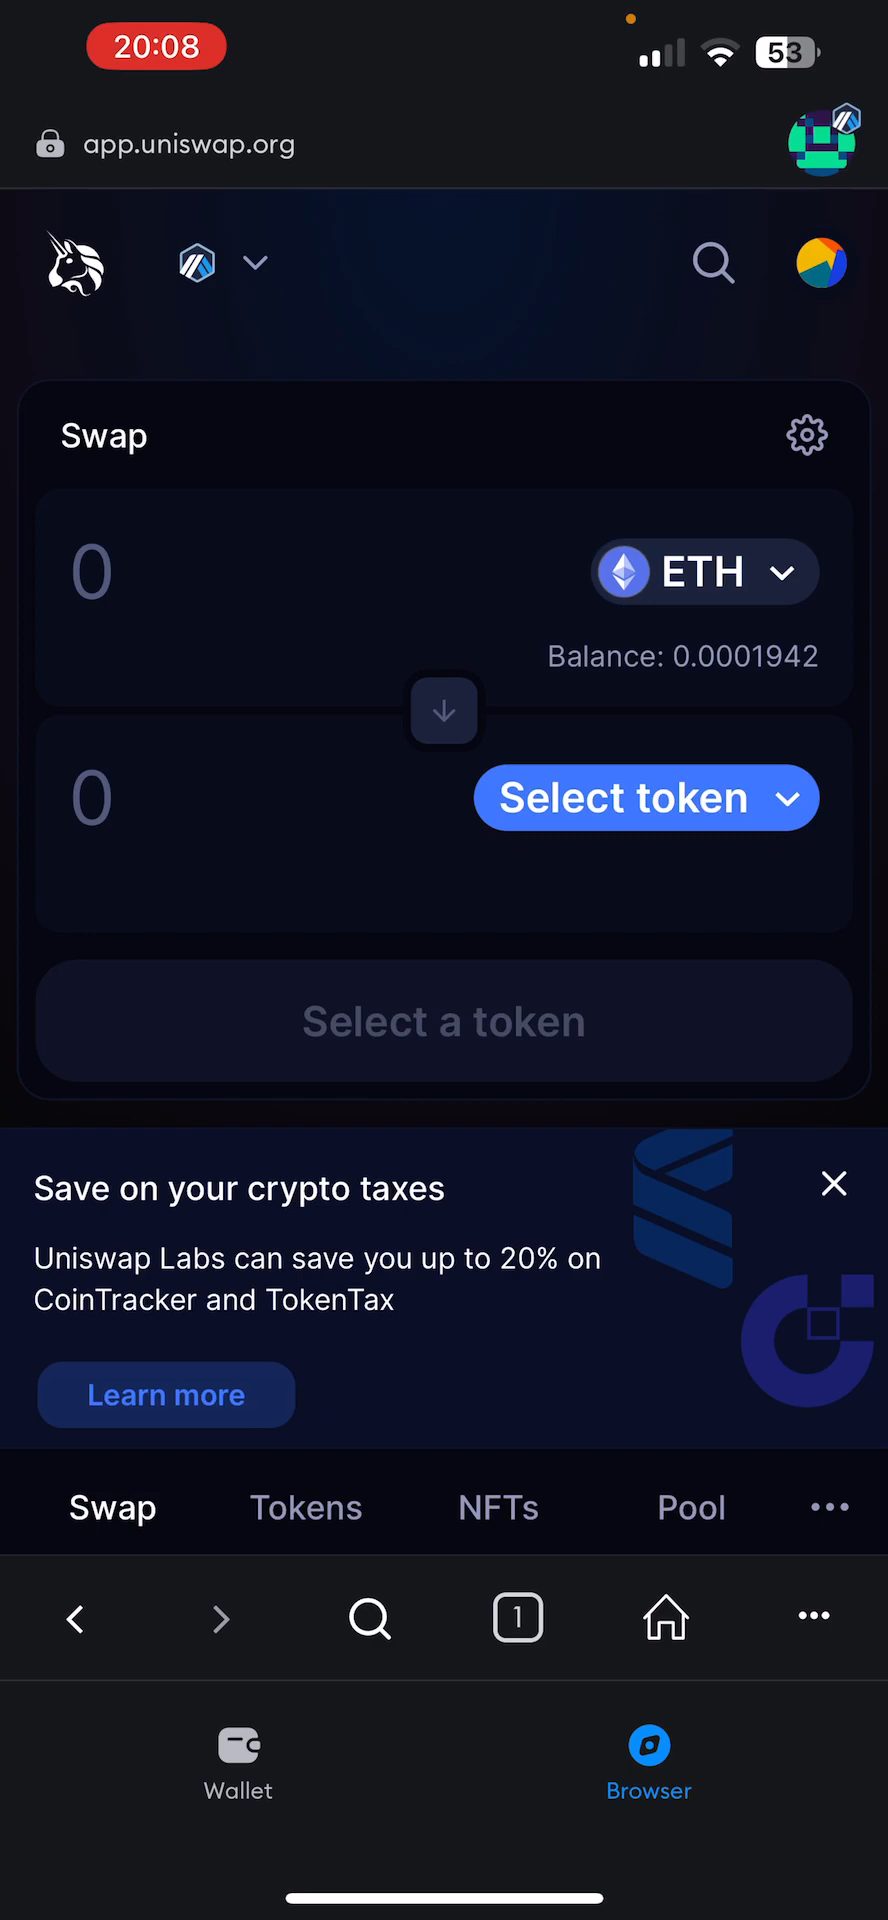 20:08
53
app.uniswap.org
Swap
0
ETH
Balance: 0.0001942
0
Select token
Select a token
Save on your crypto taxes
Uniswap Labs can save you up to 20% on
CoinTracker and TokenTax
Learn more
Swap
Tokens
NFTs
Pool
1
Wallet
Browser